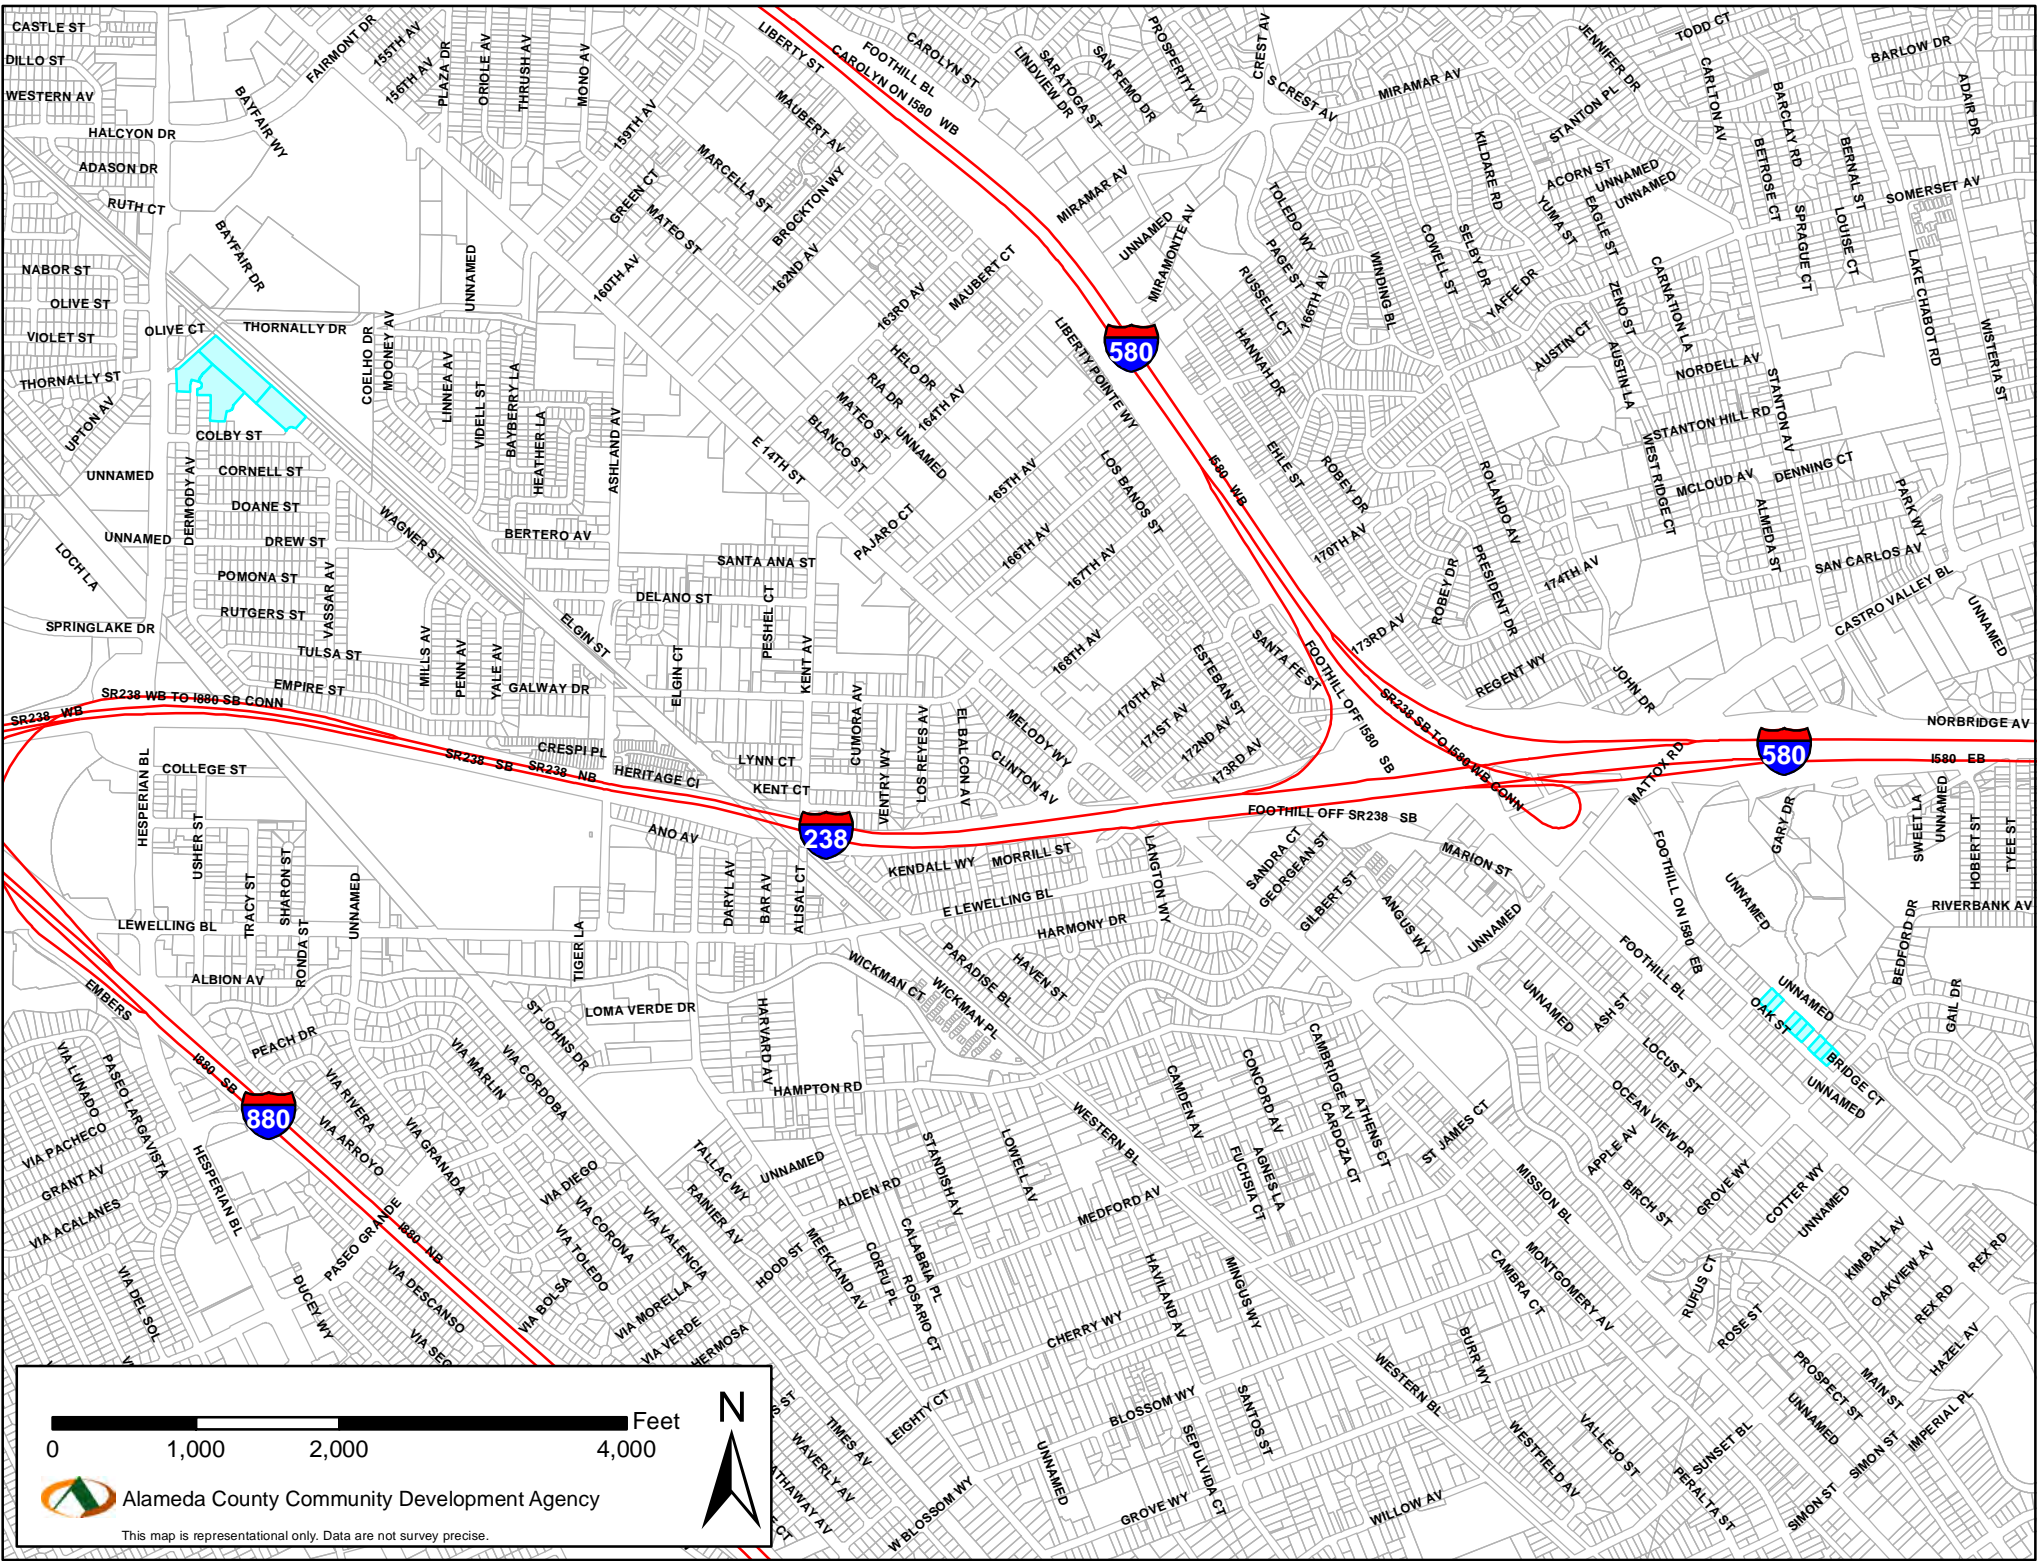 CASTLE ST
DILLO ST
WESTERN AV
HALCYON DR
ADASON DR
RUTH CT
FAIRMONT DR
155TH AV
156TH AV
PLAZA DR
ORIOLE AV
THRUSH AV
MONO AV
BAYFAIR WY
BAYFAIR DR
159TH AV
LIBERTY ST
CAROLYN ON I580 WB
FOOTHILL BL
CAROLYN ST
LINDVIEW DR
SARATOGA ST
SAN REMO DR
PROSPERITY WY
CREST AV
S CREST AV
MIRAMAR AV
JENNIFER DR
STANTON PL
TODD CT
CARLTON AV
BARCLAY RD
BARLOW DR
ADAIR DR
MAUBERT AV
MARCELLA ST
BROCKTON WY
GREEN CT
MATEO ST
160TH AV
162ND AV
163RD AV
MAUBERT CT
MIRAMAR AV
UNNAMED
MIRAMONTE AV
TOLEDO WY
PAGE ST
RUSSELL CT
166TH AV
WINDING BL
COWELL ST
SELBY DR
KILDARE RD
ACORN ST
UNNAMED
UNNAMED
YUMA ST
EAGLE ST
YAFFE DR
ZENO ST
CARNATION LA
BETROSE CT
SPRAGUE CT
BERNAL ST
LOUISE CT
SOMERSET AV
LAKE CHABOT RD
WISTERIA ST
NABOR ST
OLIVE ST
VIOLET ST
OLIVE CT
THORNALLY DR
THORNALLY ST
UPTON AV
UNNAMED
COELHO DR
MOONEY AV
LINNEA AV
VIDELL ST
BAYBERRY LA
HEATHER LA
ASHLAND AV
HELO DR
RIA DR
MATEO ST
BLANCO ST
164TH AV
UNNAMED
E 14TH ST
LIBERTY POINTE WY
580
HANNAH DR
AUSTIN CT
AUSTIN LA
NORDELL AV
STANTON AV
STANTON HILL RD
WEST RIDGE CT
MCLOUD AV
DENNING CT
ALMEDA ST
PARK WY
SAN CARLOS AV
CASTRO VALLEY BL
UNNAMED
COLBY ST
CORNELL ST
DOANE ST
DREW ST
POMONA ST
RUTGERS ST
TULSA ST
EMPIRE ST
DERMODY AV
VASSAR AV
UNNAMED
UNNAMED
LOCH LA
SPRINGLAKE DR
WAGNER ST
BERTERO AV
DELANO ST
SANTA ANA ST
PESHEL CT
KENT AV
ELGIN ST
ELGIN CT
MILLS AV
PENN AV
YALE AV
GALWAY DR
PAJARO CT
165TH AV
166TH AV
167TH AV
168TH AV
LOS BANOS ST
I580 WB
EHLE ST
ROBEY DR
170TH AV
ROLANDO AV
PRESIDENT DR
174TH AV
ROBEY DR
173RD AV
REGENT WY
JOHN DR
SANTA FE ST
ESTEBAN ST
170TH AV
171ST AV
172ND AV
173RD AV
FOOTHILL OFF I580 SB
SR238 SB TO I580 WB CONN
MATTOX RD
580
NORBRIDGE AV
I580 EB
SR238 WB
SR238 WB TO I880 SB CONN
SR238 SB
SR238 NB
CRESPI PL
HERITAGE CI
LYNN CT
KENT CT
CUMORA AV
VENTRY WY
LOS REYES AV
EL BALCON AV
CLINTON AV
MELODY WY
238
HESPERIAN BL
COLLEGE ST
USHER ST
TRACY ST
SHARON ST
RONDA ST
UNNAMED
LEWELLING BL
ALBION AV
ANO AV
DARYL AV
BAR AV
ALISAL CT
KENDALL WY
MORRILL ST
E LEWELLING BL
HARMONY DR
LANGTON WY
FOOTHILL OFF SR238 SB
SANDRA CT
GEORGEAN ST
GILBERT ST
ANGUS WY
MARION ST
UNNAMED
FOOTHILL ON I580 EB
FOOTHILL BL
GARY DR
UNNAMED
SWEET LA
UNNAMED
HOBERT ST
TYEE ST
RIVERBANK AV
BEDFORD DR
GAIL DR
EMBERS
PEACH DR
TIGER LA
LOMA VERDE DR
ST JOHNS DR
HARVARD AV
WICKMAN CT
WICKMAN PL
PARADISE BL
HAVEN ST
HAMPTON RD
UNNAMED
ASH ST
LOCUST ST
OCEAN VIEW DR
OAK ST
UNNAMED
BRIDGE CT
UNNAMED
CAMBRIDGE AV
CONCORD AV
CAMDEN AV
ATHENS CT
CARDOZA CT
AGNES LA
FUCHSIA CT
ST JAMES CT
APPLE AV
BIRCH ST
GROVE WY
COTTER WY
UNNAMED
VIA LUNADO
PASEO LARGAVISTA
VIA PACHECO
GRANT AV
VIA ACALANES
VIA DEL SOL
I880 SB
880
HESPERIAN BL
VIA RIVERA
VIA ARROYO
VIA GRANADA
VIA MARLIN
VIA CORDOBA
VIA DIEGO
VIA CORONA
VIA TOLEDO
VIA BOLSA
VIA VALENCIA
VIA MORELLA
VIA VERDE
HERMOSA
PASEO GRANDE
I880 NB
VIA DESCANSO
VIA SEC
DUCEY WY
TALLAC WY
RAINIER AV
UNNAMED
ALDEN RD
HOOD ST
MEEKLAND AV
CORFU PL
CALABRIA PL
ROSARIO CT
STANDISH AV
LOWELL AV
WESTERN BL
MEDFORD AV
HAVILAND AV
MINGUS WY
CHERRY WY
MISSION BL
MONTGOMERY AV
CAMBRA CT
RUFUS CT
ROSE ST
KIMBALL AV
OAKVIEW AV
REX RD
REX RD
HAZEL AV
BURR WY
WESTERN BL
WESTFIELD AV
VALLEJO ST
SUNSET BL
PERALTA ST
PROSPECT ST
MAIN ST
UNNAMED
SIMON ST
SIMON ST
IMPERIAL PL
BLOSSOM WY
SANTOS ST
SEPULVIDA CT
GROVE WY
WILLOW AV
UNNAMED
LEIGHTY CT
W BLOSSOM WY
TIMES AV
WAVERLY AV
ATHAWAY AV
UNNAMED
Feet
0 1,000 2,000 4,000
N
Alameda County Community Development Agency
This map is representational only. Data are not survey precise.